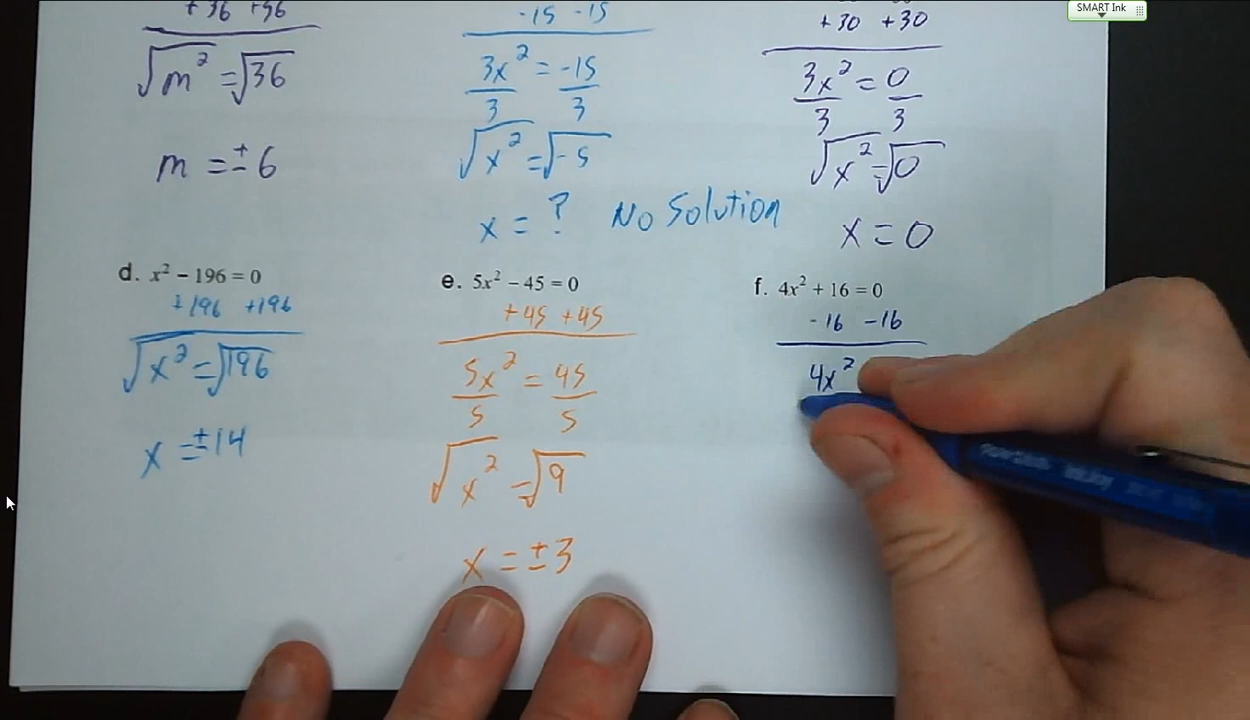 SMART Ink
+36 +36
√m² = √36
m = ± 6
-15 -15
3x² = -15
3 3
√x² = √-5
x = ? No Solution
+30 +30
3x² = 0
3 3
√x² = √0
x = 0
d. x² − 196 = 0
+196 +196
√x² = √196
x = ±14
e. 5x² − 45 = 0
+45 +45
5x² = 45
5 5
√x² = √9
x = ±3
f. 4x² + 16 = 0
-16 -16
4x²